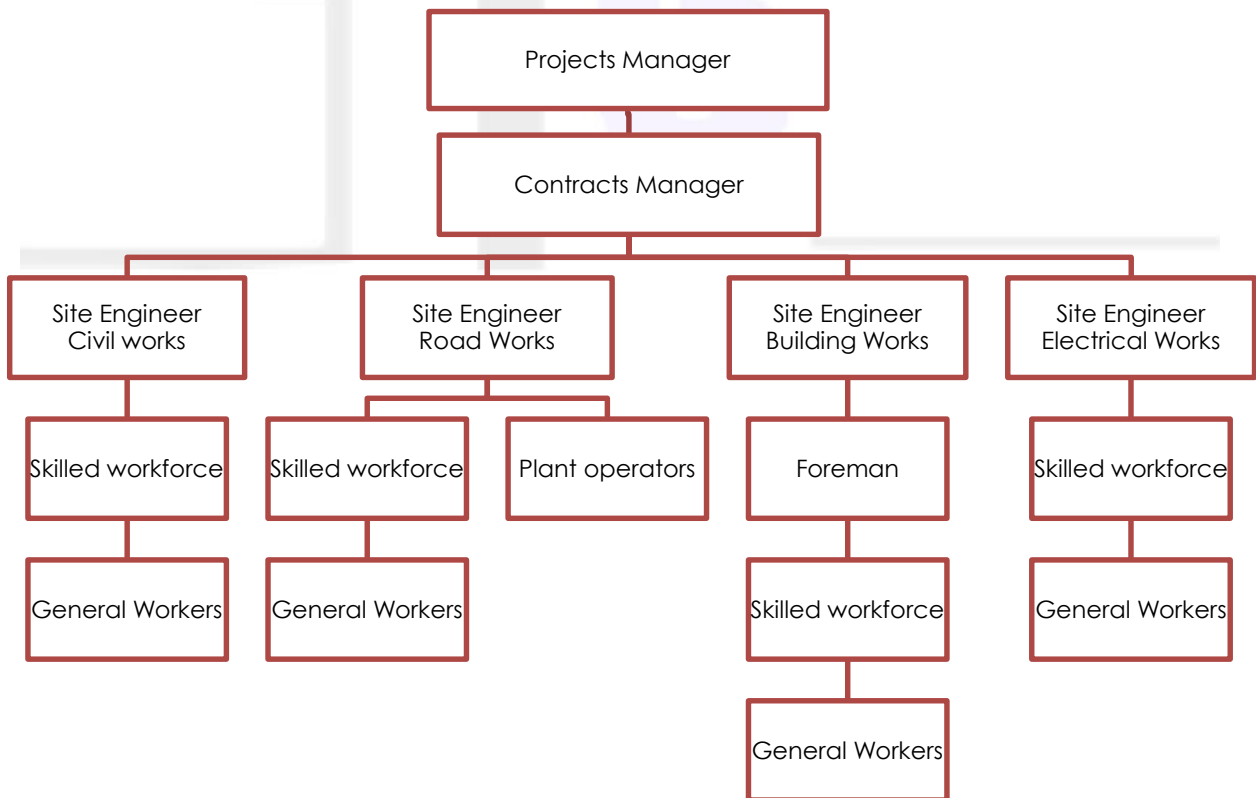 Projects Manager
Contracts Manager
Site Engineer
Civil works
Site Engineer
Road Works
Site Engineer
Building Works
Site Engineer
Electrical Works
Skilled workforce
Skilled workforce
Plant operators
Foreman
Skilled workforce
General Workers
General Workers
Skilled workforce
General Workers
General Workers